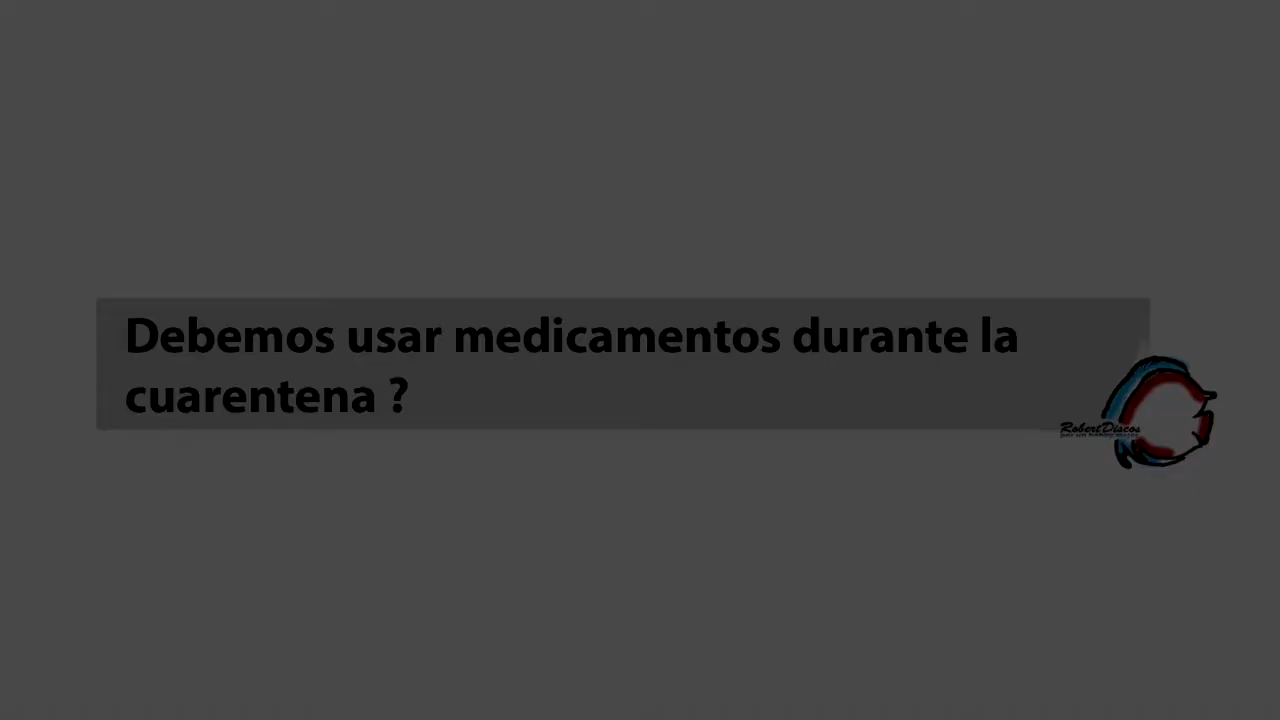 Debemos usar medicamentos durante la
cuarentena ?
RobertDiscos